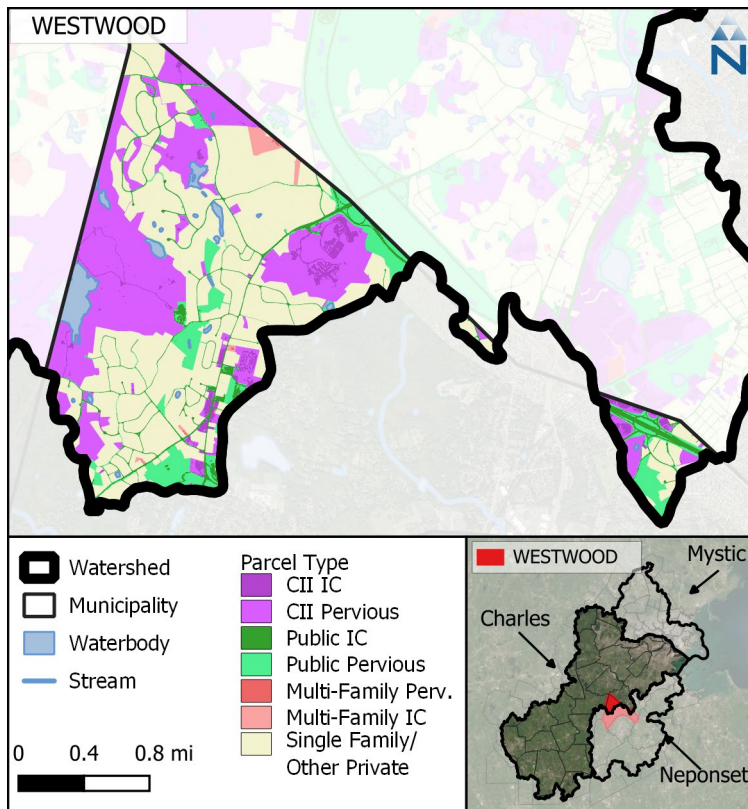 WESTWOOD
N
Watershed
Municipality
Waterbody
Stream
0 0.4 0.8 mi
Parcel Type
CII IC
CII Pervious
Public IC
Public Pervious
Multi-Family Perv.
Multi-Family IC
Single Family/
Other Private
WESTWOOD
Mystic
Charles
Neponset